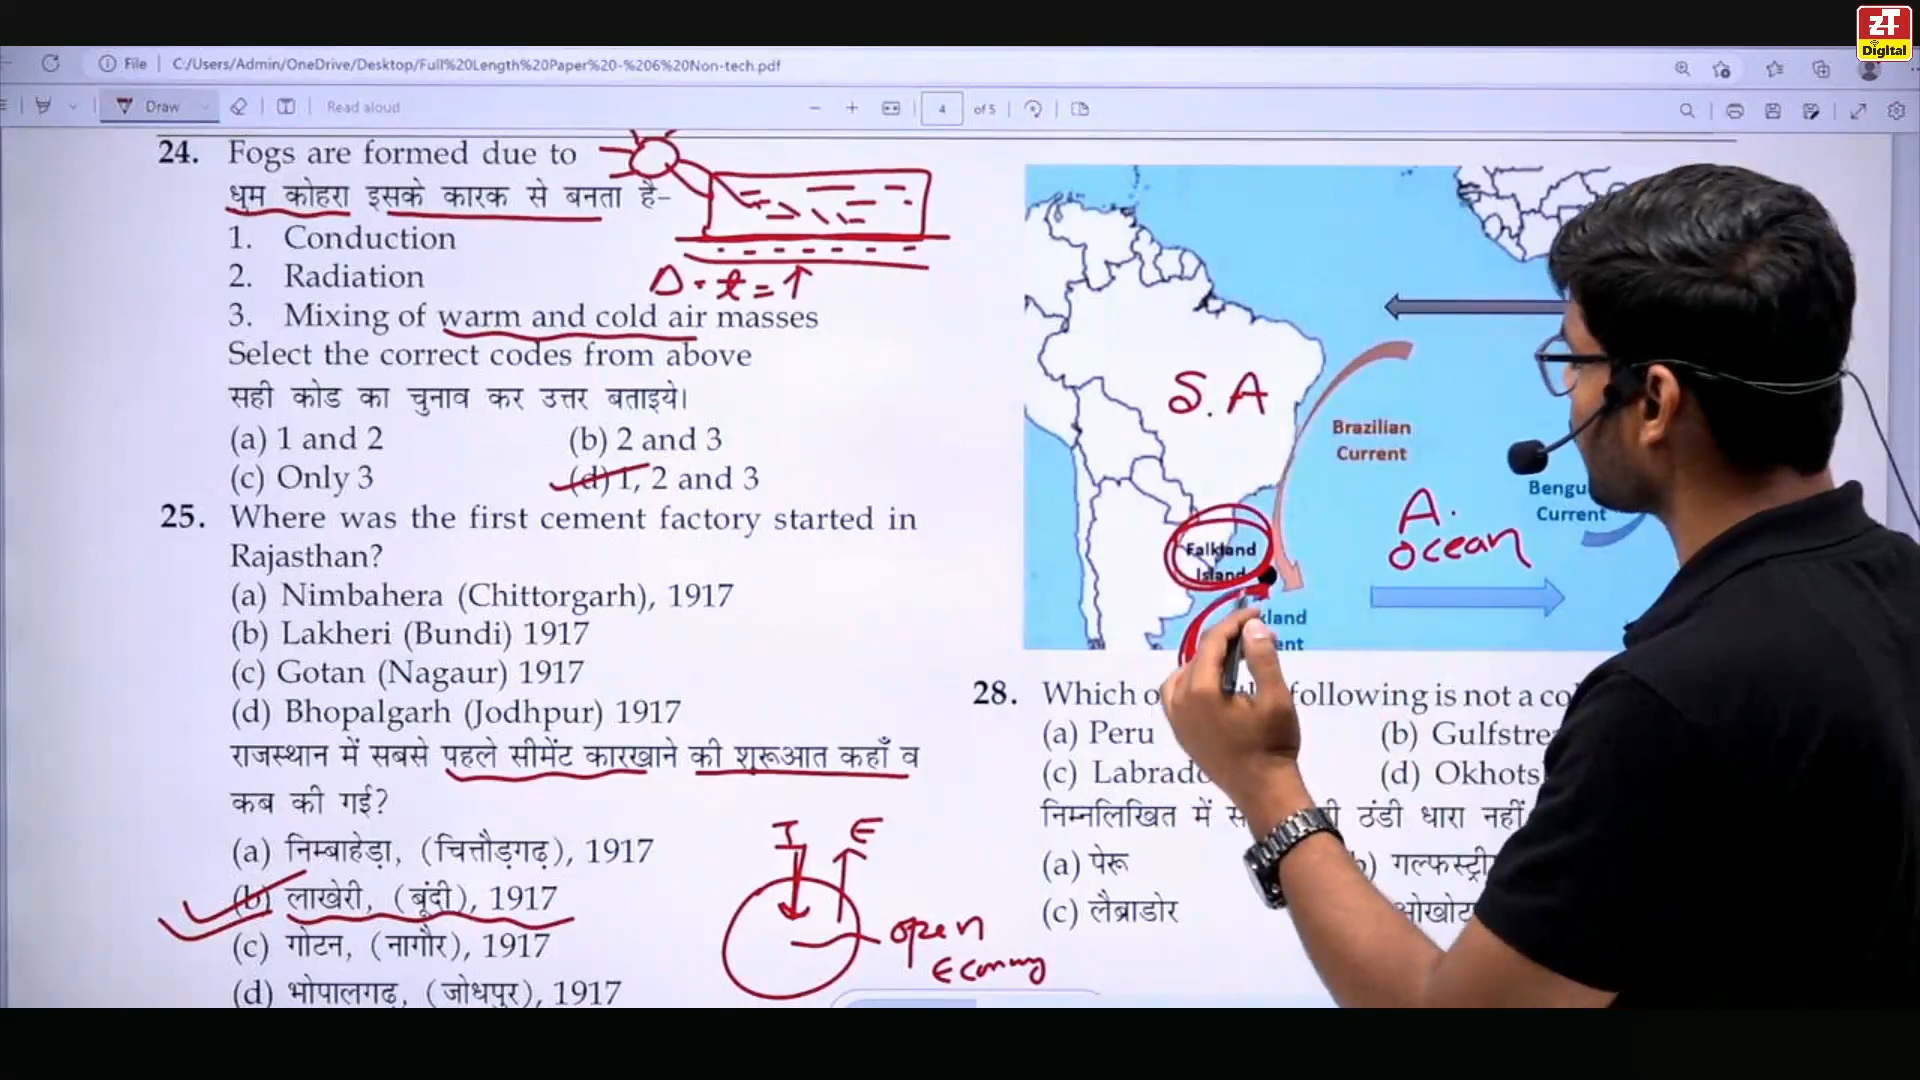 ZT
Digital
File
C:/Users/Admin/OneDrive/Desktop/Full%20Length%20Paper%20-%206%20Non-tech.pdf
Draw
Read aloud
4
of 5
24. Fogs are formed due to
धुम कोहरा इसके कारक से बनता है-
1. Conduction
2. Radiation
3. Mixing of warm and cold air masses
Select the correct codes from above
सही कोड का चुनाव कर उत्तर बताइये।
(a) 1 and 2 (b) 2 and 3
(c) Only 3 (d) 1, 2 and 3
25. Where was the first cement factory started in
Rajasthan?
(a) Nimbahera (Chittorgarh), 1917
(b) Lakheri (Bundi) 1917
(c) Gotan (Nagaur) 1917
(d) Bhopalgarh (Jodhpur) 1917
राजस्थान में सबसे पहले सीमेंट कारखाने की शुरूआत कहाँ व
कब की गई?
(a) निम्बाहेड़ा, (चित्तौड़गढ़), 1917
(b) लाखेरी, (बूंदी), 1917
(c) गोटन, (नागौर), 1917
(d) भोपालगढ़, (जोधपुर), 1917
I E
open
S.A
Brazilian
Current
A.
ocean
Current
Falkland
Island
28. Which following is not a
(a) Peru (b)
(c) (d)
निम्नलिखित में ठंडी धारा नहीं
(a) पेरू
(c) लैब्राडोर